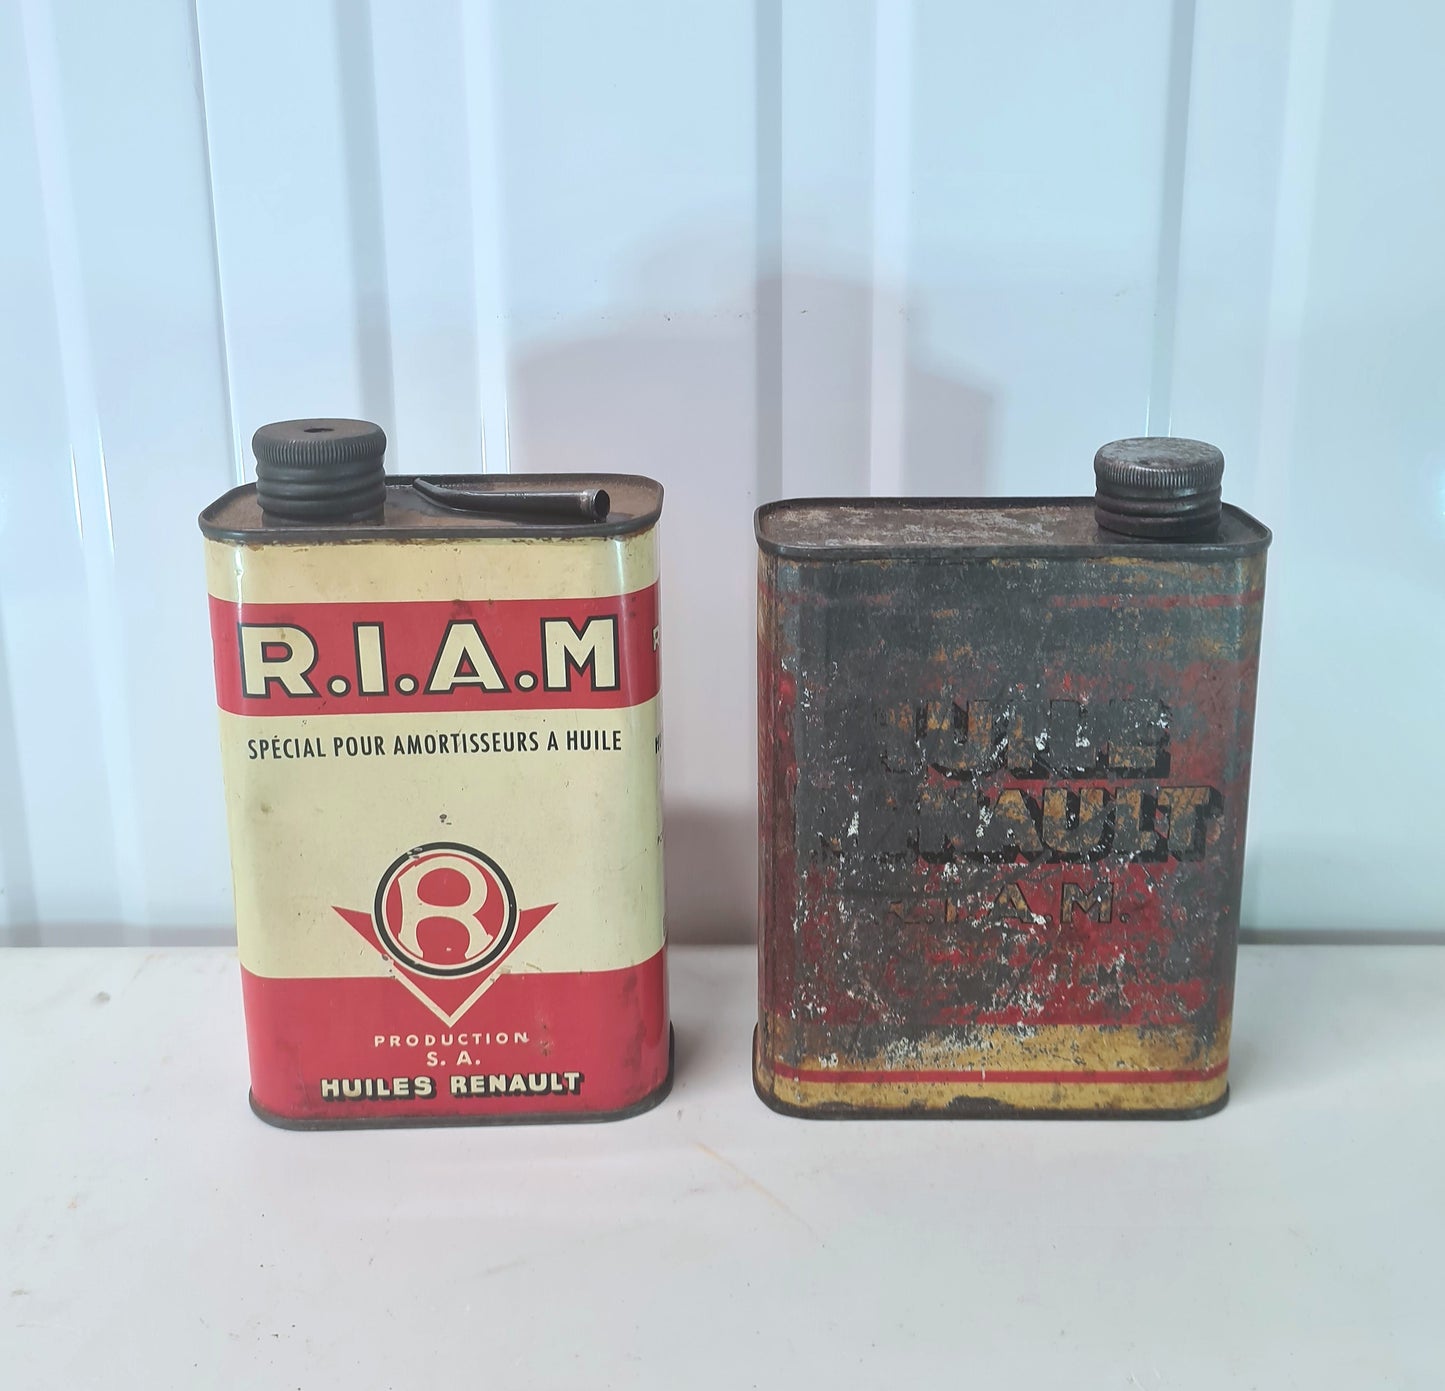 R.I.A.M
SPÉCIAL POUR AMORTISSEURS A HUILE
R
PRODUCTION
S. A.
HUILES RENAULT
HUILE
RENAULT
R.I.A.M.